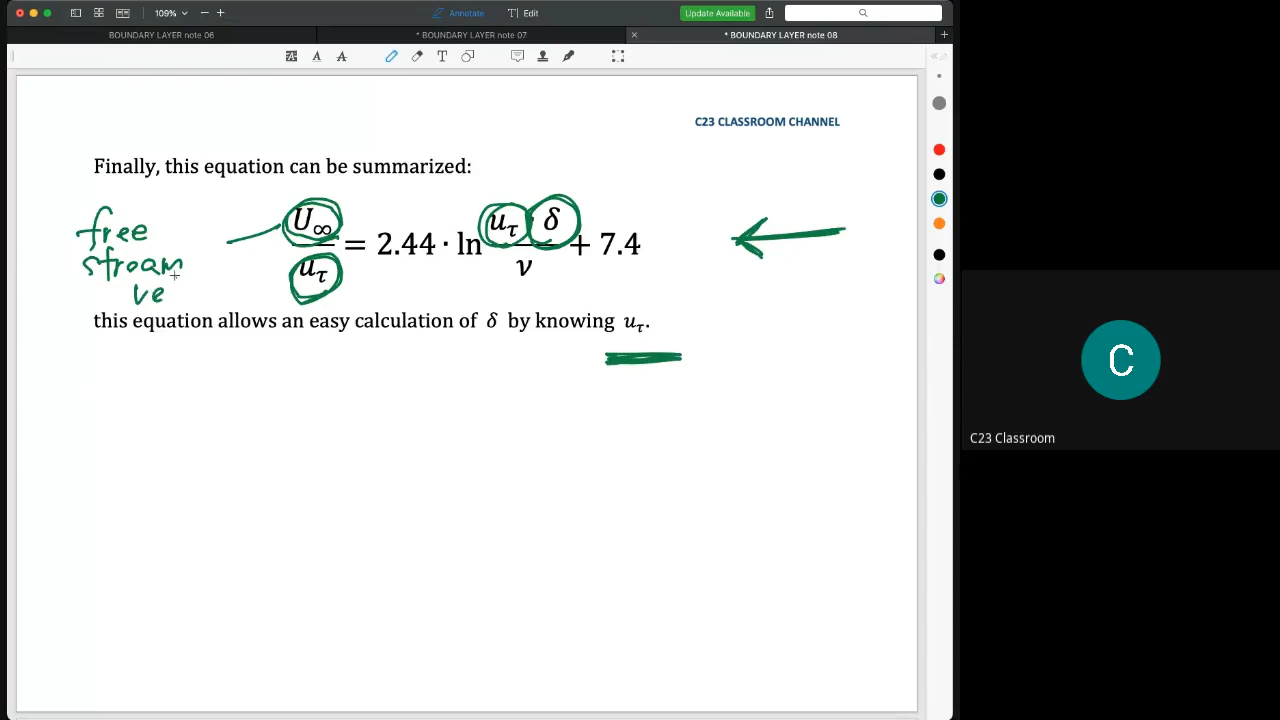 109%
Annotate
Edit
Update Available
BOUNDARY LAYER note 06
* BOUNDARY LAYER note 07
* BOUNDARY LAYER note 08
C23 CLASSROOM CHANNEL
Finally, this equation can be summarized:
U∞/uτ = 2.44 · ln uτ δ/ν + 7.4
free
stream
ve
this equation allows an easy calculation of δ by knowing uτ.
C
C23 Classroom